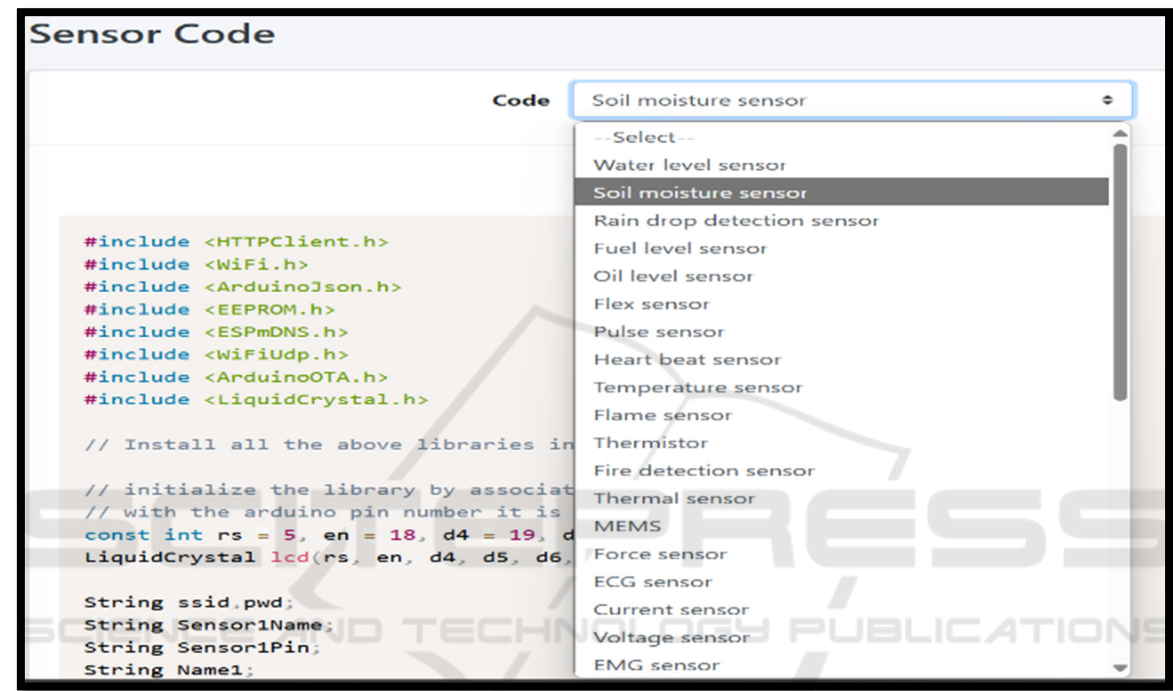 Sensor Code
Code
Soil moisture sensor
--Select--
Water level sensor
Soil moisture sensor
Rain drop detection sensor
Fuel level sensor
Oil level sensor
Flex sensor
Pulse sensor
Heart beat sensor
Temperature sensor
Flame sensor
Thermistor
Fire detection sensor
Thermal sensor
MEMS
Force sensor
ECG sensor
Current sensor
Voltage sensor
EMG sensor
#include <HTTPClient.h>
#include <WiFi.h>
#include <ArduinoJson.h>
#include <EEPROM.h>
#include <ESPmDNS.h>
#include <WiFiUdp.h>
#include <ArduinoOTA.h>
#include <LiquidCrystal.h>
// Install all the above libraries in
// initialize the library by associat
// with the arduino pin number it is
const int rs = 5, en = 18, d4 = 19, d
LiquidCrystal lcd(rs, en, d4, d5, d6,
String ssid,pwd;
String Sensor1Name;
String Sensor1Pin;
String Name1;
SCITEPRESS
SCIENCE AND TECHNOLOGY PUBLICATIONS